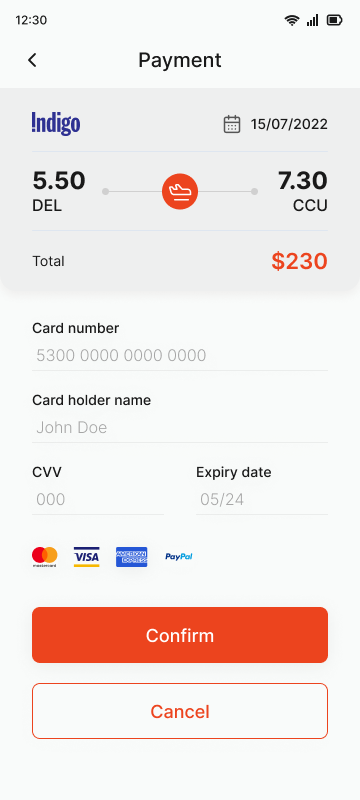 12:30
Payment
Indigo 15/07/2022
5.50 7.30
DEL CCU
Total $230
Card number
5300 0000 0000 0000
Card holder name
John Doe
CVV Expiry date
000 05/24
mastercard VISA AMERICAN EXPRESS PayPal
Confirm
Cancel